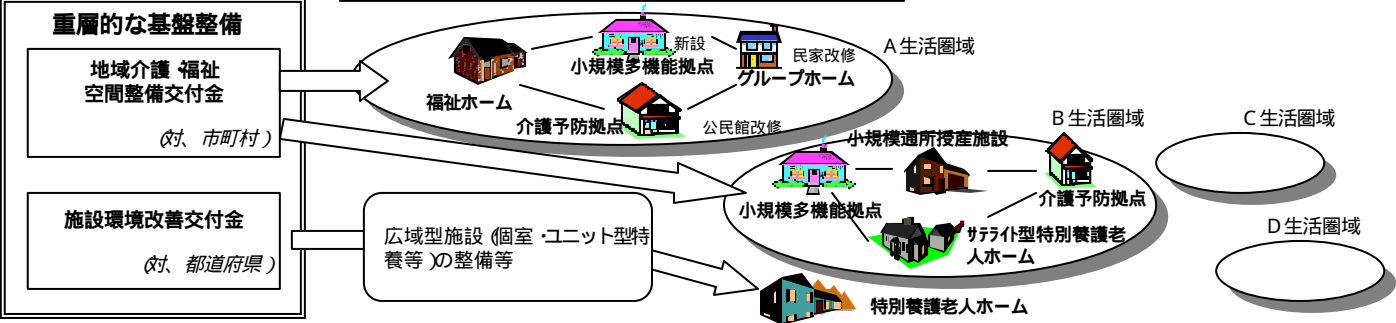 重層的な基盤整備
地域介護・福祉
空間整備交付金
(対、市町村)
施設環境改善交付金
(対、都道府県)
広域型施設(個室・ユニット型特
養等)の整備等
A生活圏域
新設
小規模多機能拠点
民家改修
グループホーム
福祉ホーム
介護予防拠点
公民館改修
B生活圏域
小規模通所授産施設
小規模多機能拠点
介護予防拠点
サテライト型特別養護老
人ホーム
特別養護老人ホーム
C生活圏域
D生活圏域